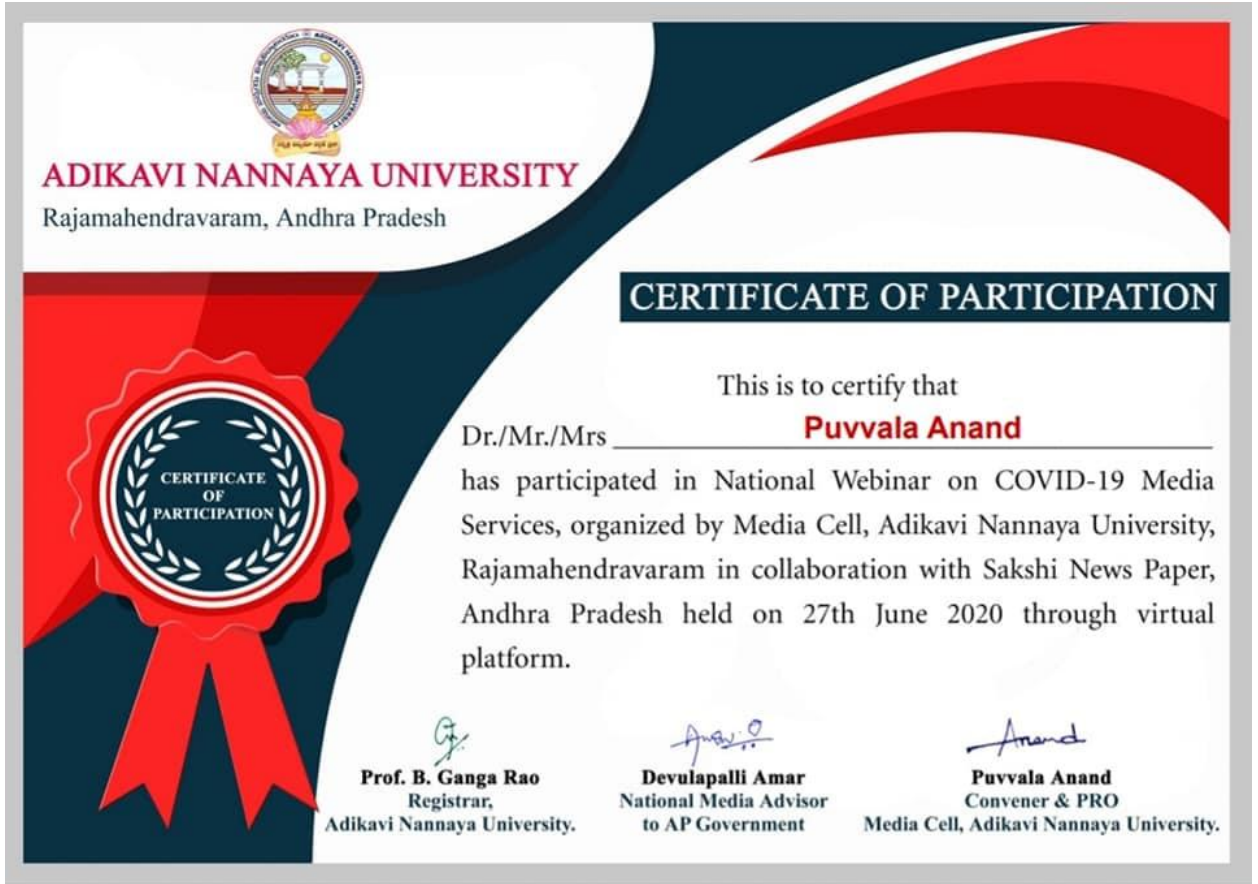 ADIKAVI NANNAYA UNIVERSITY
Rajamahendravaram, Andhra Pradesh
CERTIFICATE OF PARTICIPATION
This is to certify that
Dr./Mr./Mrs Puvvala Anand
has participated in National Webinar on COVID-19 Media
Services, organized by Media Cell, Adikavi Nannaya University,
Rajamahendravaram in collaboration with Sakshi News Paper,
Andhra Pradesh held on 27th June 2020 through virtual
platform.
CERTIFICATE
OF
PARTICIPATION
Anand
Prof. B. Ganga Rao
Registrar,
Adikavi Nannaya University.
Devulapalli Amar
National Media Advisor
to AP Government
Puvvala Anand
Convener & PRO
Media Cell, Adikavi Nannaya University.